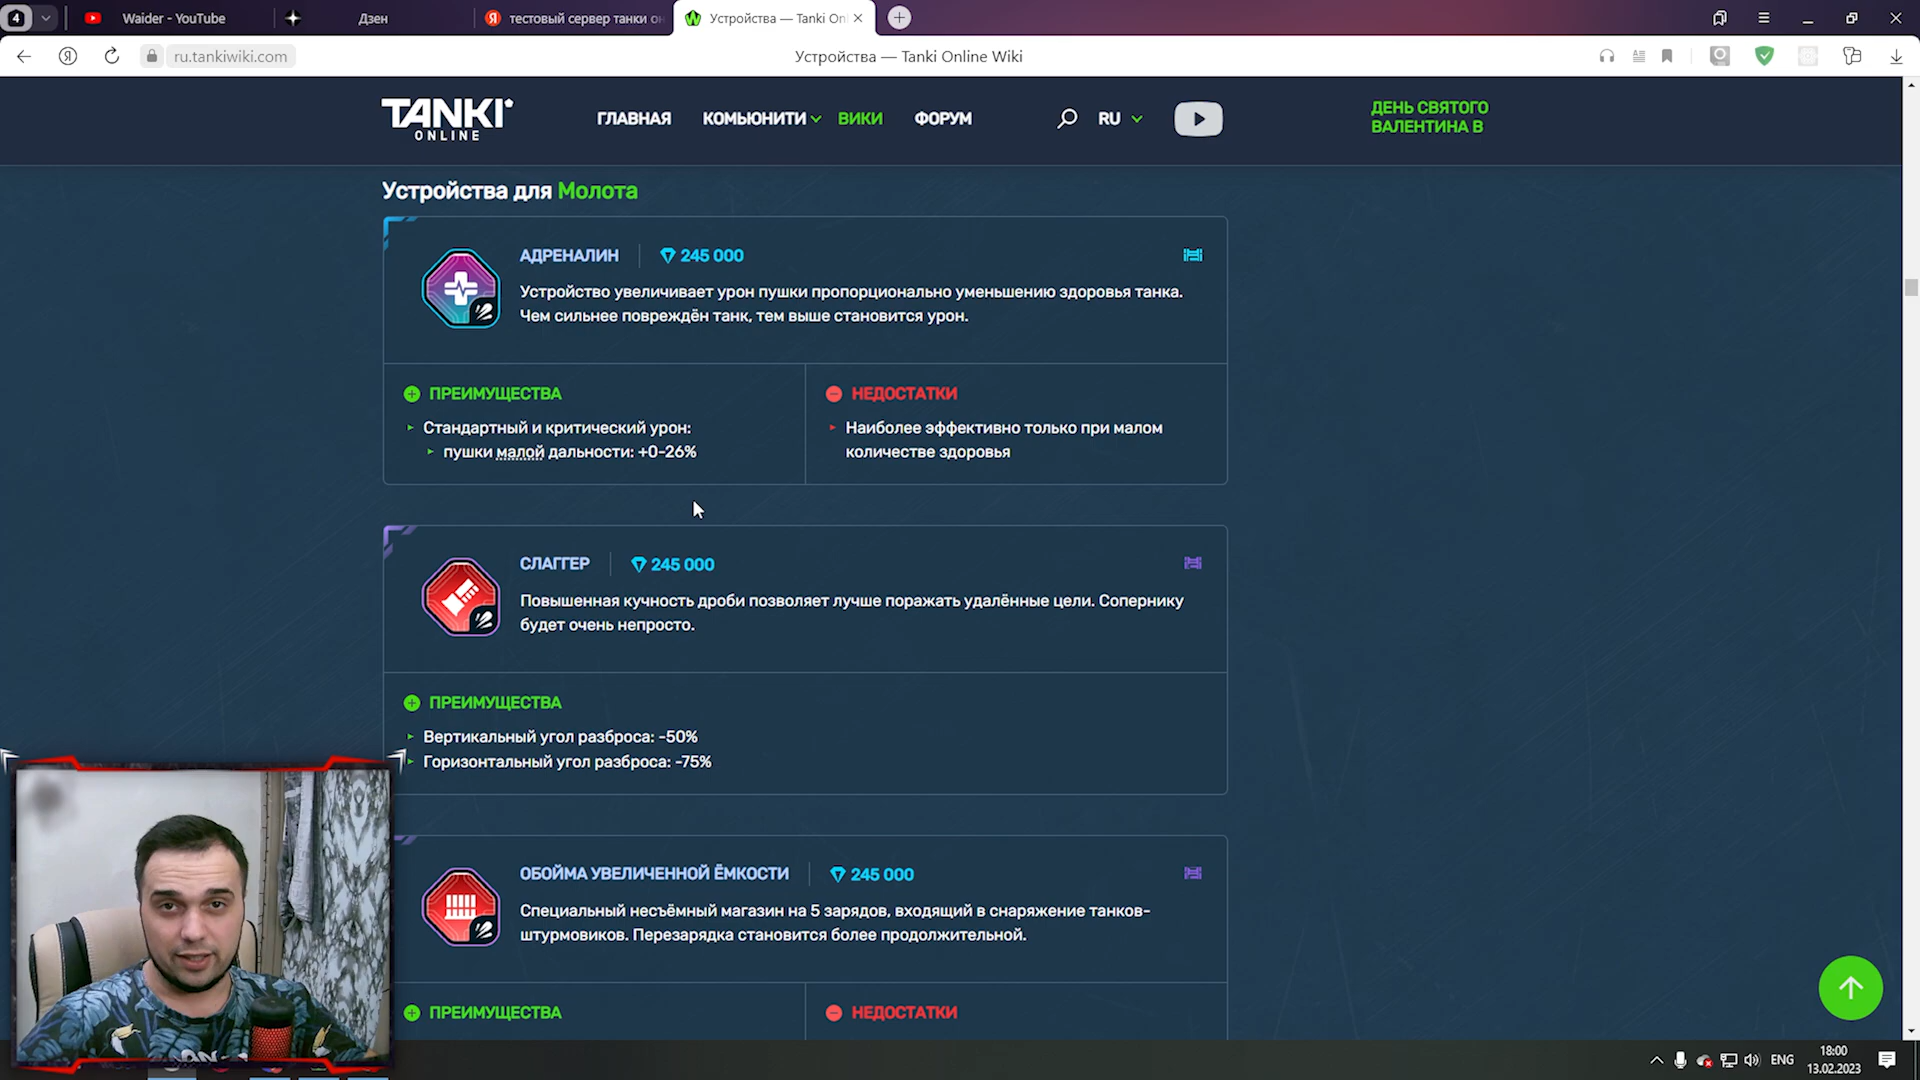 4
Waider - YouTube
Дзен
тестовый сервер танки он
Устройства — Tanki Onl
ru.tankiwiki.com
Устройства — Tanki Online Wiki
TANKI
ONLINE
ГЛАВНАЯ
КОМЬЮНИТИ
ВИКИ
ФОРУМ
RU
ДЕНЬ СВЯТОГО
ВАЛЕНТИНА В
Устройства для Молота
АДРЕНАЛИН
245 000
Устройство увеличивает урон пушки пропорционально уменьшению здоровья танка.
Чем сильнее повреждён танк, тем выше становится урон.
ПРЕИМУЩЕСТВА
Стандартный и критический урон:
пушки малой дальности: +0-26%
НЕДОСТАТКИ
Наиболее эффективно только при малом
количестве здоровья
СЛАГГЕР
245 000
Повышенная кучность дроби позволяет лучше поражать удалённые цели. Сопернику
будет очень непросто.
ПРЕИМУЩЕСТВА
Вертикальный угол разброса: -50%
Горизонтальный угол разброса: -75%
ОБОЙМА УВЕЛИЧЕННОЙ ЁМКОСТИ
245 000
Специальный несъёмный магазин на 5 зарядов, входящий в снаряжение танков-
штурмовиков. Перезарядка становится более продолжительной.
ПРЕИМУЩЕСТВА
НЕДОСТАТКИ
ENG
18:00
13.02.2023